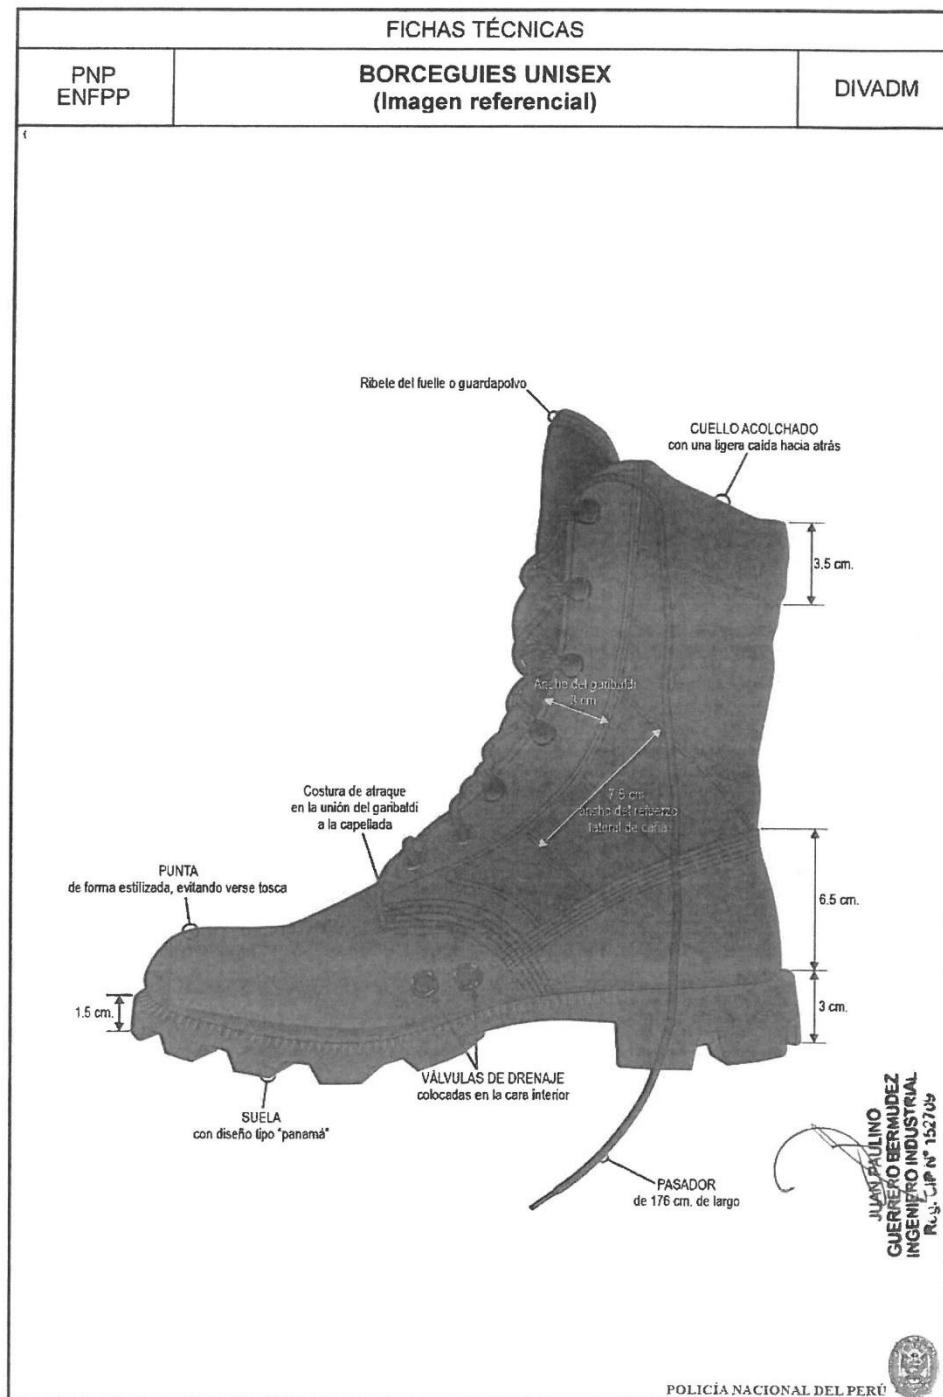 FICHAS TÉCNICAS
PNP
ENFPP
BORCEGUIES UNISEX
(Imagen referencial)
DIVADM
Ribete del fuelle o guardapolvo
CUELLO ACOLCHADO
con una ligera caída hacia atrás
3.5 cm.
Ancho del garibaldi
3 cm
7.5 cm
ancho del refuerzo
lateral de caña
Costura de atraque
en la unión del garibaldi
a la capellada
PUNTA
de forma estilizada, evitando verse tosca
6.5 cm.
1.5 cm.
3 cm.
VÁLVULAS DE DRENAJE
colocadas en la cara interior
SUELA
con diseño tipo "panamá"
PASADOR
de 176 cm. de largo
JUAN PAULINO
GUERRERO BERMUDEZ
INGENIERO INDUSTRIAL
Reg. CIP N° 152709
POLICÍA NACIONAL DEL PERÚ